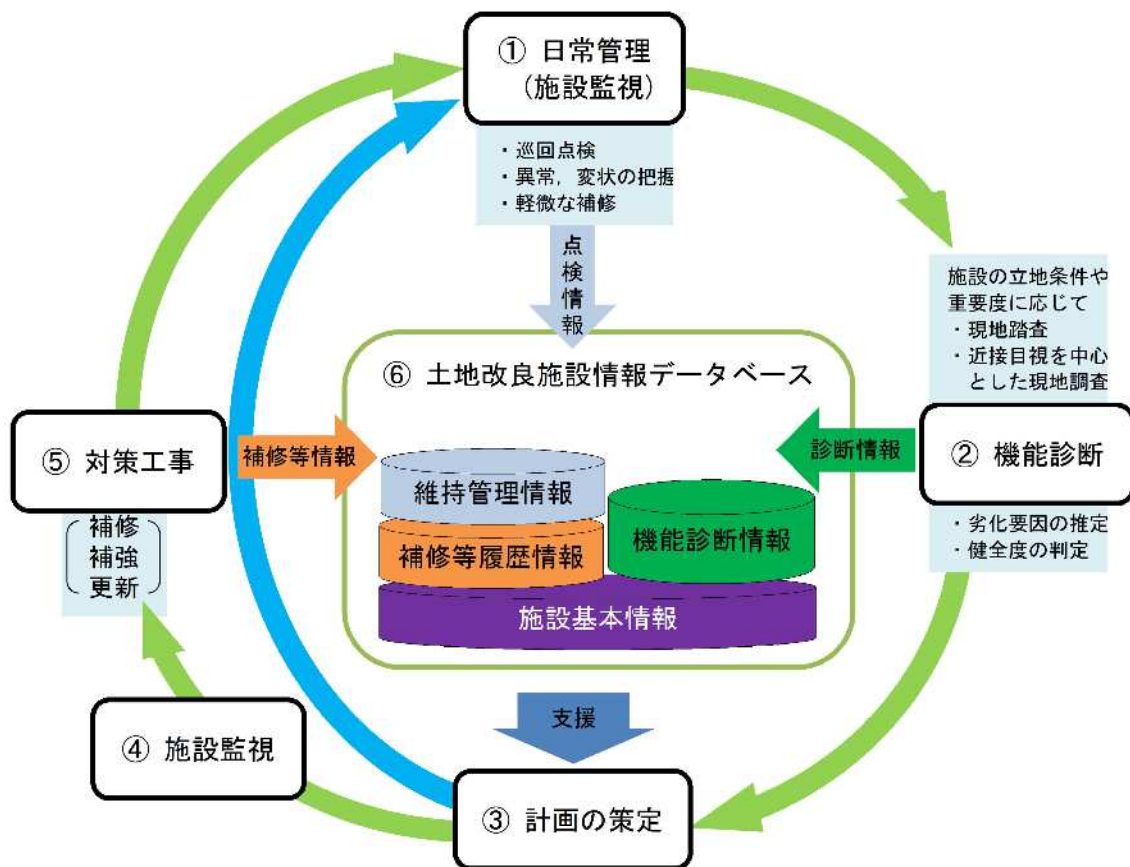 ① 日常管理
(施設監視)
・巡回点検
・異常，変状の把握
・軽微な補修
点検情報
施設の立地条件や
重要度に応じて
・現地踏査
・近接目視を中心
とした現地調査
② 機能診断
・劣化要因の推定
・健全度の判定
診断情報
⑥ 土地改良施設情報データベース
維持管理情報
補修等履歴情報
機能診断情報
施設基本情報
補修等情報
⑤ 対策工事
補修
補強
更新
④ 施設監視
支援
③ 計画の策定